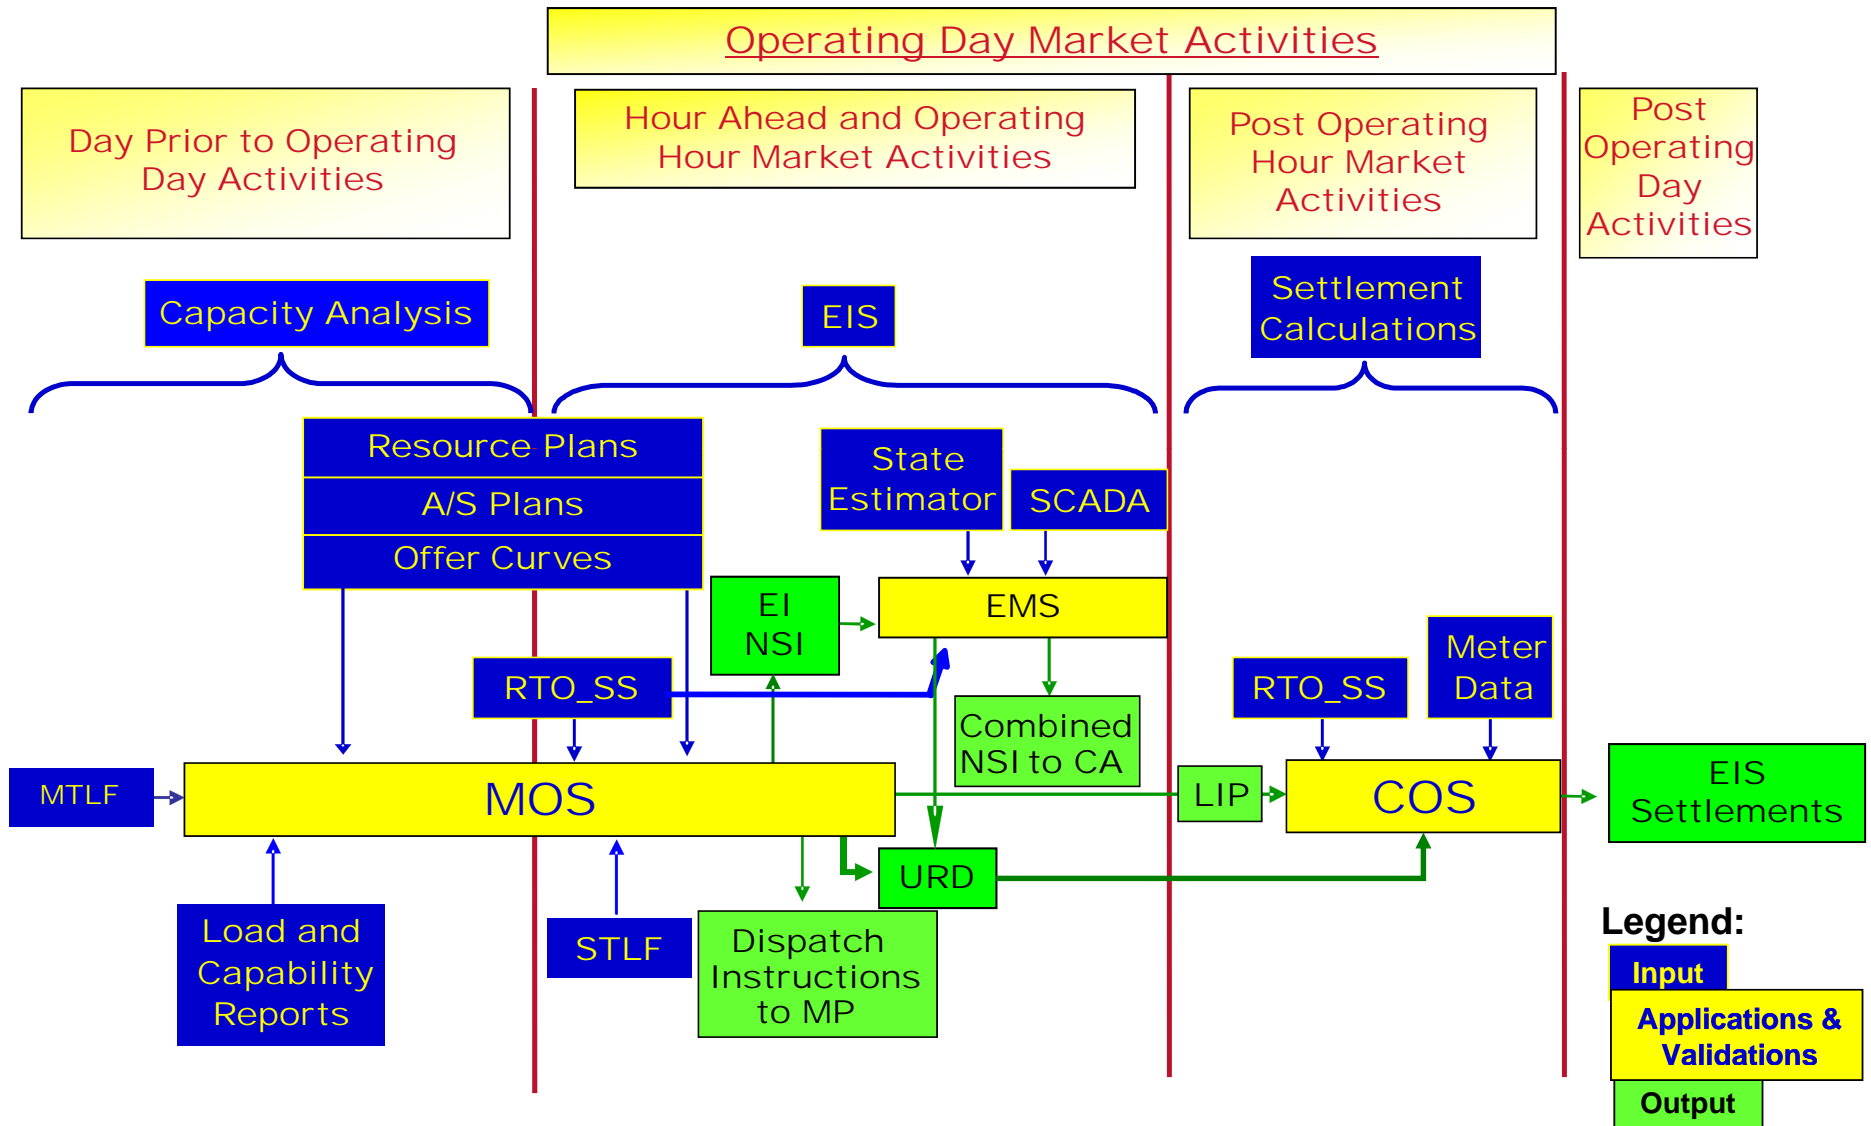 Operating Day Market Activities
Day Prior to Operating
Day Activities
Hour Ahead and Operating
Hour Market Activities
Post Operating
Hour Market
Activities
Post
Operating
Day
Activities
Capacity Analysis
EIS
Settlement
Calculations
Resource Plans
A/S Plans
Offer Curves
State
Estimator
SCADA
EI
NSI
EMS
RTO_SS
Combined
NSI to CA
RTO_SS
Meter
Data
MTLF
MOS
LIP
COS
EIS
Settlements
URD
Load and
Capability
Reports
STLF
Dispatch
Instructions
to MP
Legend:
Input
Applications &
Validations
Output